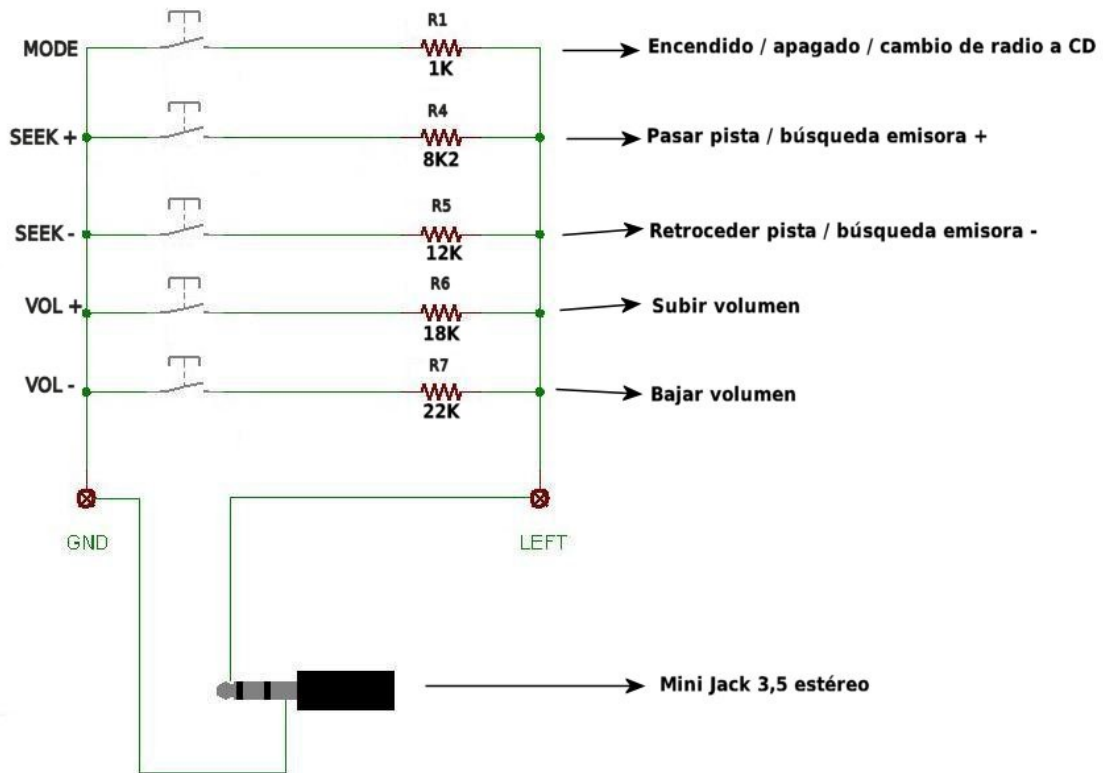 R1
MODE
Encendido / apagado / cambio de radio a CD
1K
R4
SEEK +
Pasar pista / búsqueda emisora +
8K2
R5
SEEK -
Retroceder pista / búsqueda emisora -
12K
R6
VOL +
Subir volumen
18K
R7
VOL -
Bajar volumen
22K
GND
LEFT
Mini Jack 3,5 estéreo